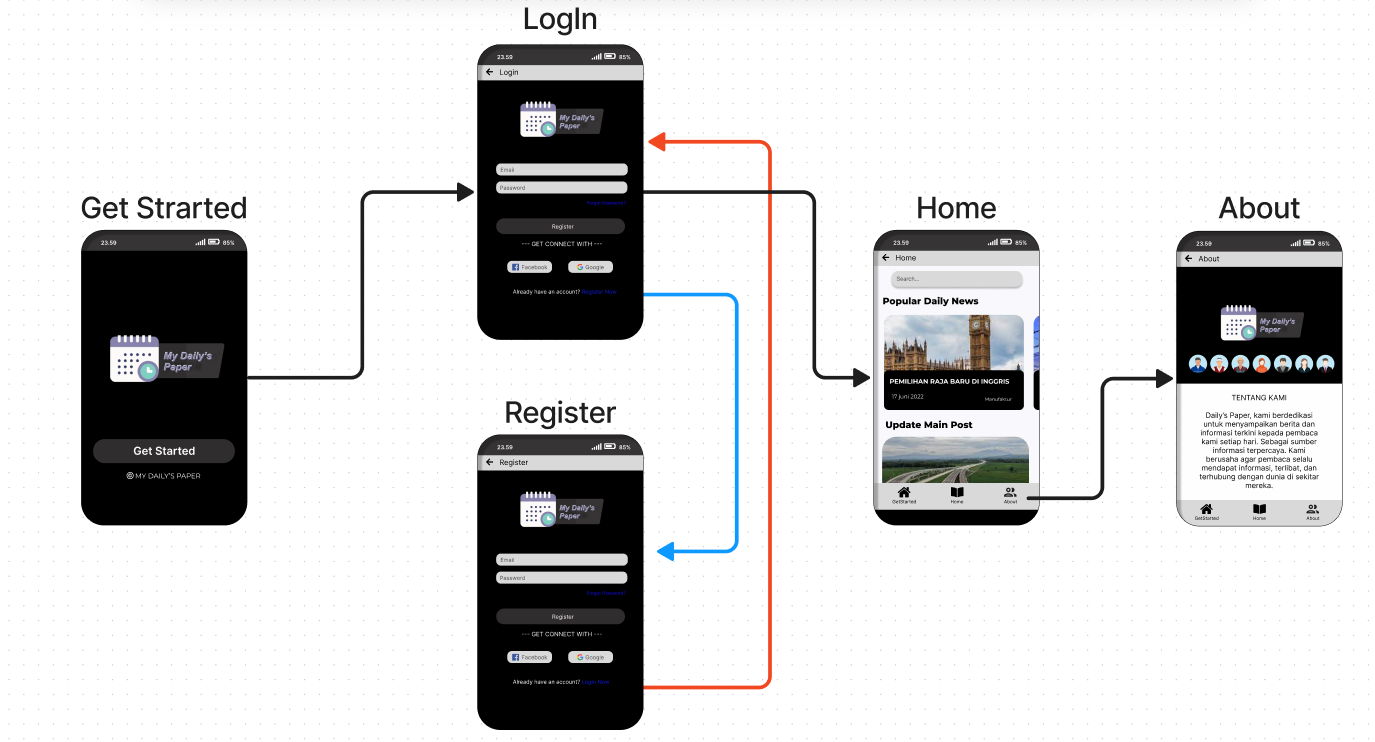 LogIn
23.59
85%
Login
My Daily's
Paper
Email
Password
Forgot Password?
Register
--- GET CONNECT WITH ---
Facebook
Google
Already have an account? Register Now
Get Strarted
23.59
85%
My Daily's
Paper
Get Started
© MY DAILY'S PAPER
Register
23.59
85%
Register
My Daily's
Paper
Email
Password
Forgot Password?
Register
--- GET CONNECT WITH ---
Facebook
Google
Already have an account? Login Now
Home
23.59
85%
Home
Search...
Popular Daily News
PEMILIHAN RAJA BARU DI INGGRIS
17 juni 2022
Manufaktur
Update Main Post
GetStarted
Home
About
About
23.59
85%
About
My Daily's
Paper
TENTANG KAMI
Daily's Paper, kami berdedikasi
untuk menyampaikan berita dan
informasi terkini kepada pembaca
kami setiap hari. Sebagai sumber
informasi terpercaya. Kami
berusaha agar pembaca selalu
mendapat informasi, terlibat, dan
terhubung dengan dunia di sekitar
mereka.
GetStarted
Home
About